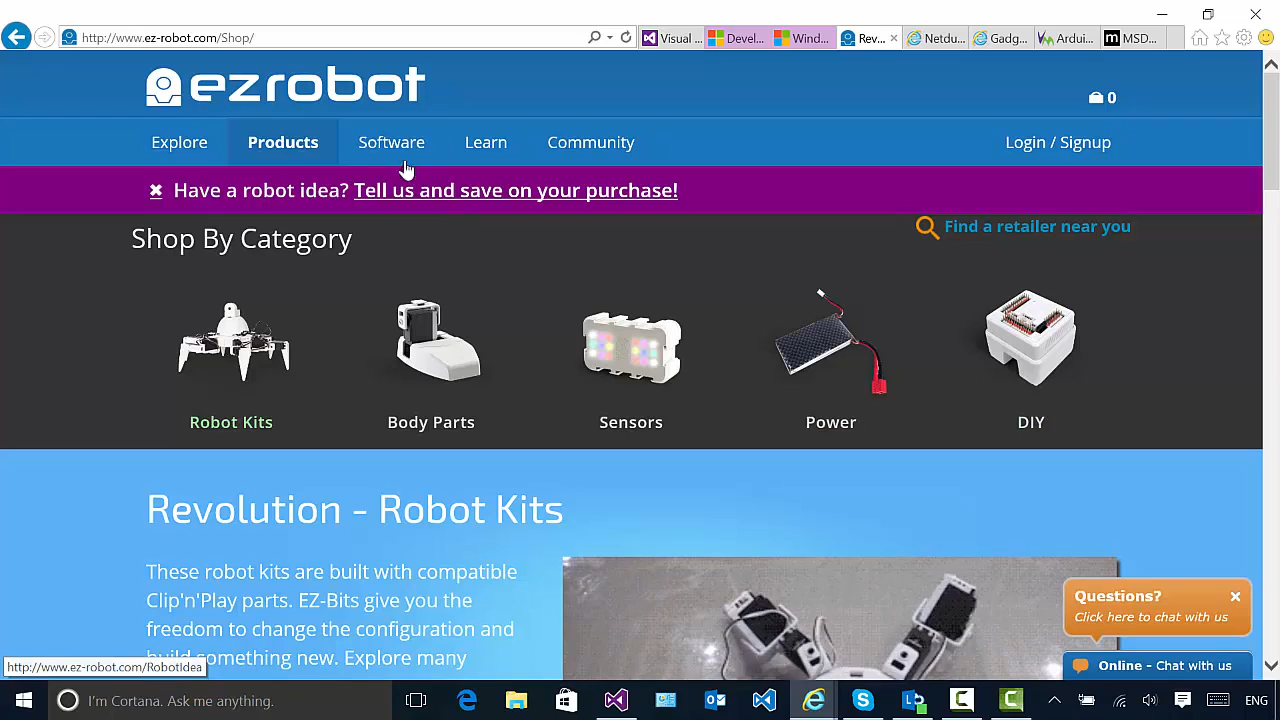 http://www.ez-robot.com/Shop/
Visual ...
Devel...
Wind...
Rev...
Netdu...
Gadg...
Arduin...
MSD...
ezrobot
0
Explore
Products
Software
Learn
Community
Login / Signup
Have a robot idea? Tell us and save on your purchase!
Shop By Category
Find a retailer near you
Robot Kits
Body Parts
Sensors
Power
DIY
Revolution - Robot Kits
These robot kits are built with compatible
Clip'n'Play parts. EZ-Bits give you the
freedom to change the configuration and
build something new. Explore many
Questions?
Click here to chat with us
Online - Chat with us
http://www.ez-robot.com/RobotIdea
I'm Cortana. Ask me anything.
ENG